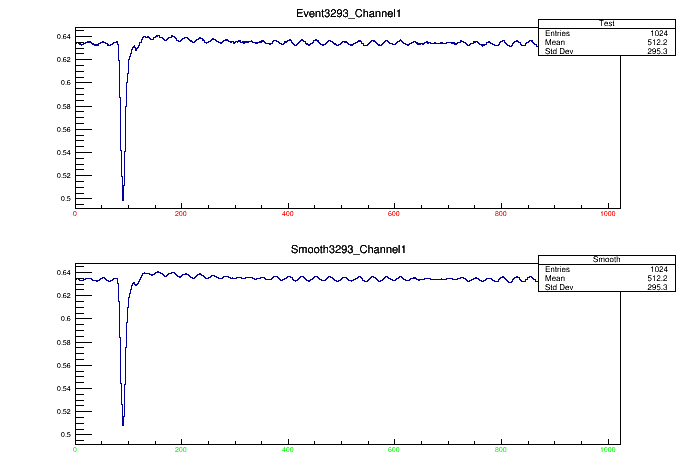 Event3293_Channel1
Test
Entries 1024
Mean 512.2
Std Dev 295.3
0.64
0.62
0.6
0.58
0.56
0.54
0.52
0.5
0 200 400 600 800 1000
Smooth3293_Channel1
Smooth
Entries 1024
Mean 512.2
Std Dev 295.3
0.64
0.62
0.6
0.58
0.56
0.54
0.52
0.5
0 200 400 600 800 1000